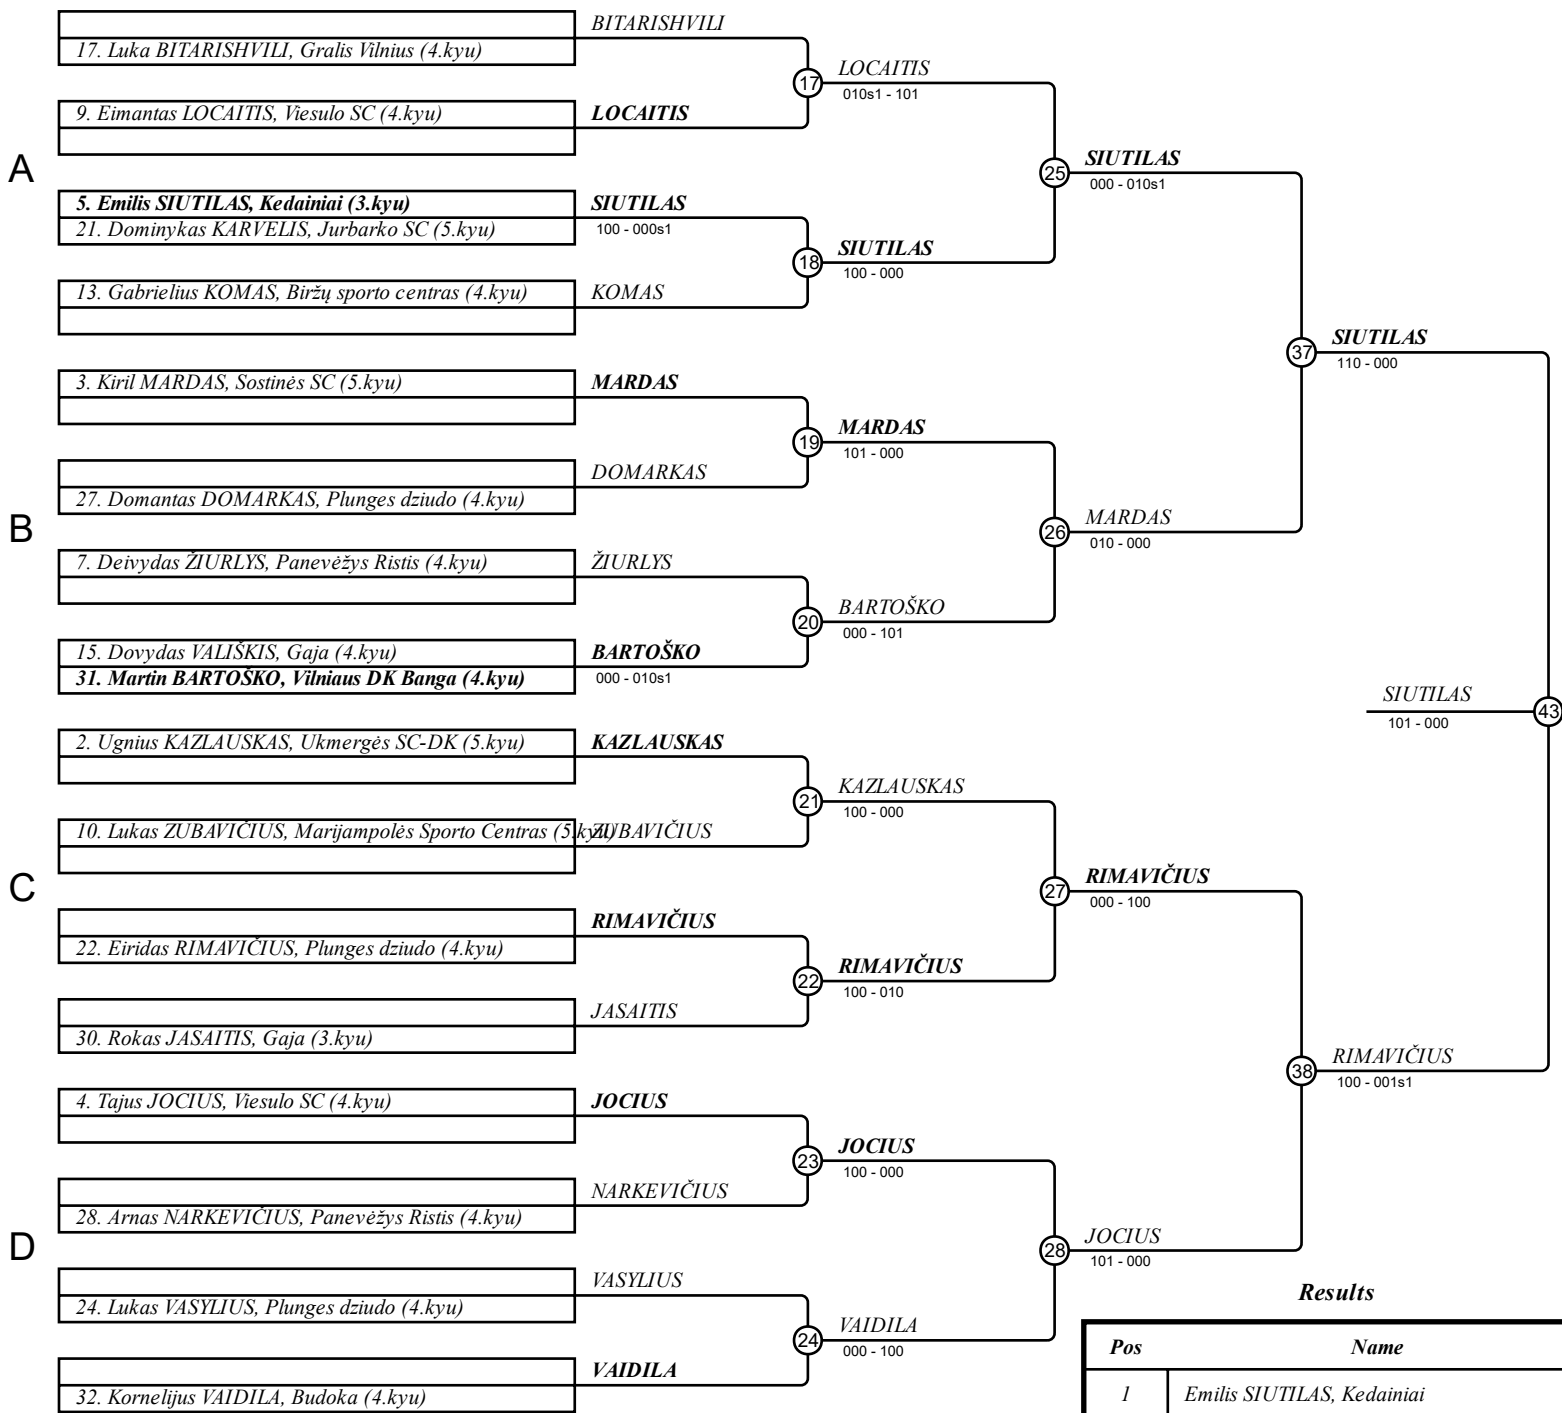 BITARISHVILI
17. Luka BITARISHVILI, Gralis Vilnius (4.kyu)
17
LOCAITIS
010s1 - 101
9. Eimantas LOCAITIS, Viesulo SC (4.kyu)
LOCAITIS
A
25
SIUTILAS
000 - 010s1
5. Emilis SIUTILAS, Kedainiai (3.kyu)
SIUTILAS
21. Dominykas KARVELIS, Jurbarko SC (5.kyu)
100 - 000s1
18
SIUTILAS
100 - 000
13. Gabrielius KOMAS, Biržų sporto centras (4.kyu)
KOMAS
37
SIUTILAS
110 - 000
3. Kiril MARDAS, Sostinės SC (5.kyu)
MARDAS
19
MARDAS
101 - 000
DOMARKAS
27. Domantas DOMARKAS, Plunges dziudo (4.kyu)
B
26
MARDAS
010 - 000
7. Deivydas ŽIURLYS, Panevėžys Ristis (4.kyu)
ŽIURLYS
20
BARTOŠKO
000 - 101
15. Dovydas VALIŠKIS, Gaja (4.kyu)
BARTOŠKO
31. Martin BARTOŠKO, Vilniaus DK Banga (4.kyu)
000 - 010s1
SIUTILAS
101 - 000
43
2. Ugnius KAZLAUSKAS, Ukmergės SC-DK (5.kyu)
KAZLAUSKAS
21
KAZLAUSKAS
100 - 000
10. Lukas ZUBAVIČIUS, Marijampolės Sporto Centras (5.kyu)
ZUBAVIČIUS
C
27
RIMAVIČIUS
000 - 100
RIMAVIČIUS
22. Eiridas RIMAVIČIUS, Plunges dziudo (4.kyu)
22
RIMAVIČIUS
100 - 010
JASAITIS
30. Rokas JASAITIS, Gaja (3.kyu)
38
RIMAVIČIUS
100 - 001s1
4. Tajus JOCIUS, Viesulo SC (4.kyu)
JOCIUS
23
JOCIUS
100 - 000
NARKEVIČIUS
28. Arnas NARKEVIČIUS, Panevėžys Ristis (4.kyu)
D
28
JOCIUS
101 - 000
VASYLIUS
24. Lukas VASYLIUS, Plunges dziudo (4.kyu)
24
VAIDILA
000 - 100
VAIDILA
32. Kornelijus VAIDILA, Budoka (4.kyu)
Results
Pos Name
1 Emilis SIUTILAS, Kedainiai